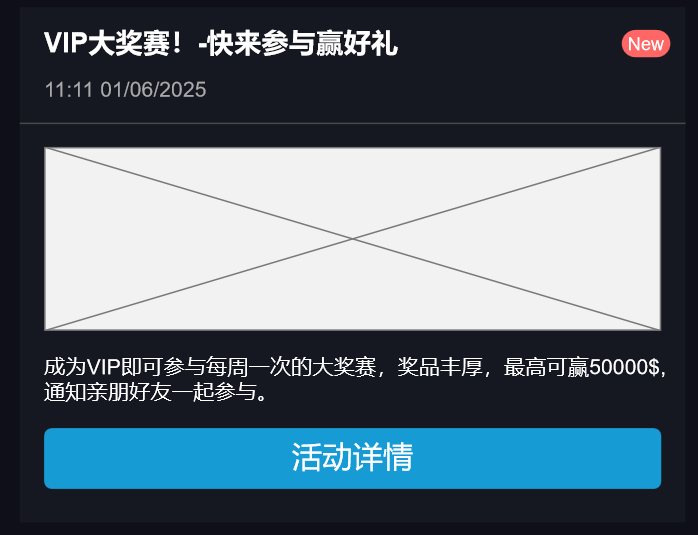 VIP大奖赛！-快来参与赢好礼
New
11:11 01/06/2025
成为VIP即可参与每周一次的大奖赛，奖品丰厚，最高可赢50000$,
通知亲朋好友一起参与。
活动详情